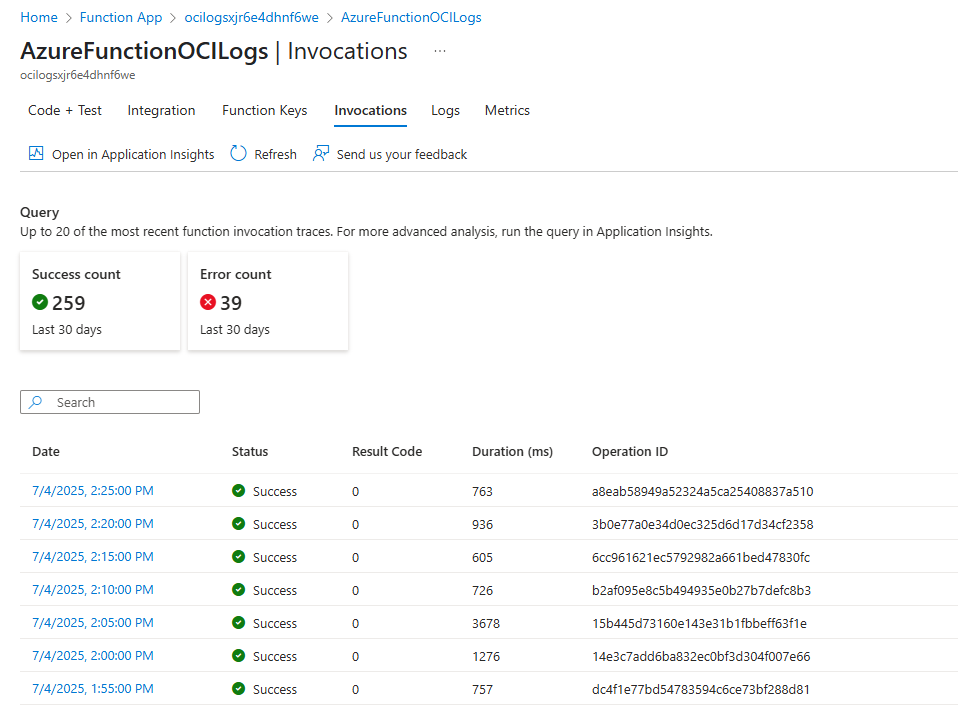 Home > Function App > ocilogsxjr6e4dhnf6we > AzureFunctionOCILogs
AzureFunctionOCILogs | Invocations ...
ocilogsxjr6e4dhnf6we
Code + Test Integration Function Keys Invocations Logs Metrics
Open in Application Insights Refresh Send us your feedback
Query
Up to 20 of the most recent function invocation traces. For more advanced analysis, run the query in Application Insights.
Success count Error count
259 39
Last 30 days Last 30 days
Search
Date Status Result Code Duration (ms) Operation ID
7/4/2025, 2:25:00 PM Success 0 763 a8eab58949a52324a5ca25408837a510
7/4/2025, 2:20:00 PM Success 0 936 3b0e77a0e34d0ec325d6d17d34cf2358
7/4/2025, 2:15:00 PM Success 0 605 6cc961621ec5792982a661bed47830fc
7/4/2025, 2:10:00 PM Success 0 726 b2af095e8c5b494935e0b27b7defc8b3
7/4/2025, 2:05:00 PM Success 0 3678 15b445d73160e143e31b1fbbeff63f1e
7/4/2025, 2:00:00 PM Success 0 1276 14e3c7add6ba832ec0bf3d304f007e66
7/4/2025, 1:55:00 PM Success 0 757 dc4f1e77bd54783594c6ce73bf288d81